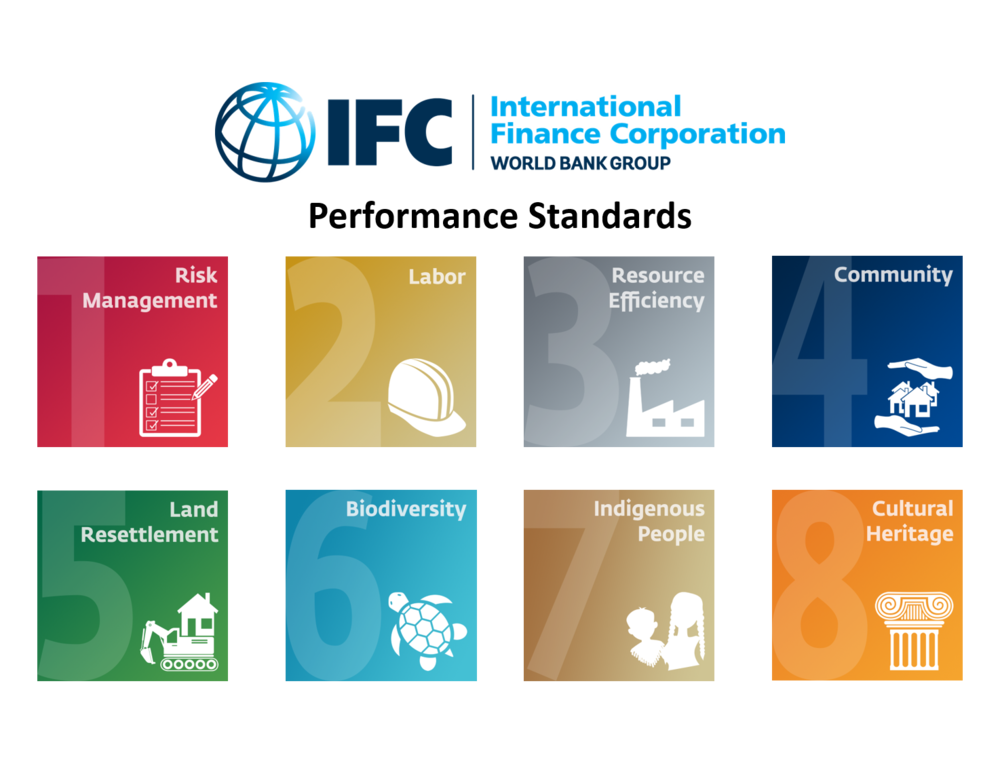 IFC
International
Finance Corporation
WORLD BANK GROUP
Performance Standards
1
Risk
Management
2
Labor
3
Resource
Efficiency
4
Community
5
Land
Resettlement
6
Biodiversity
7
Indigenous
People
8
Cultural
Heritage